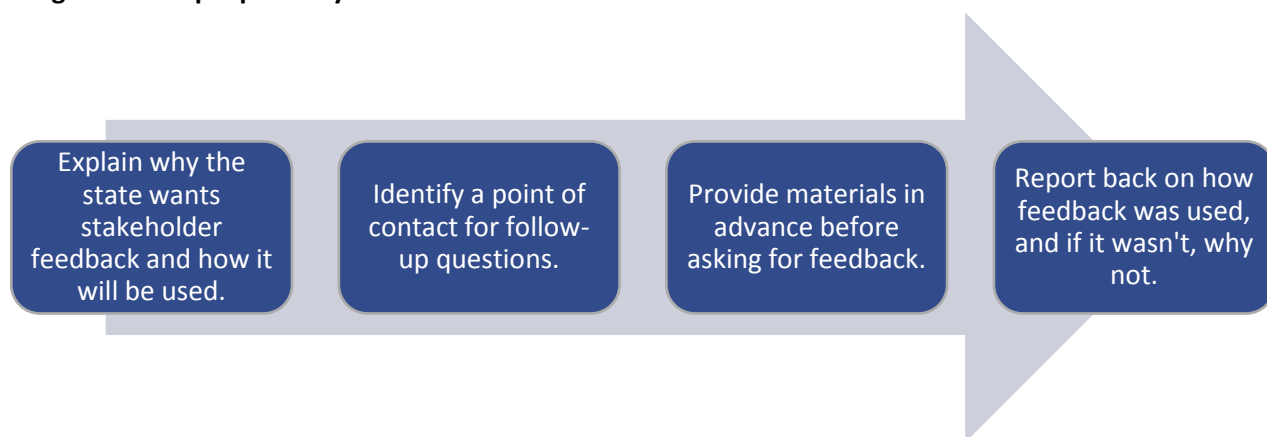 Explain why the
state wants
stakeholder
feedback and how it
will be used.
Identify a point of
contact for follow-
up questions.
Provide materials in
advance before
asking for feedback.
Report back on how
feedback was used,
and if it wasn't, why
not.